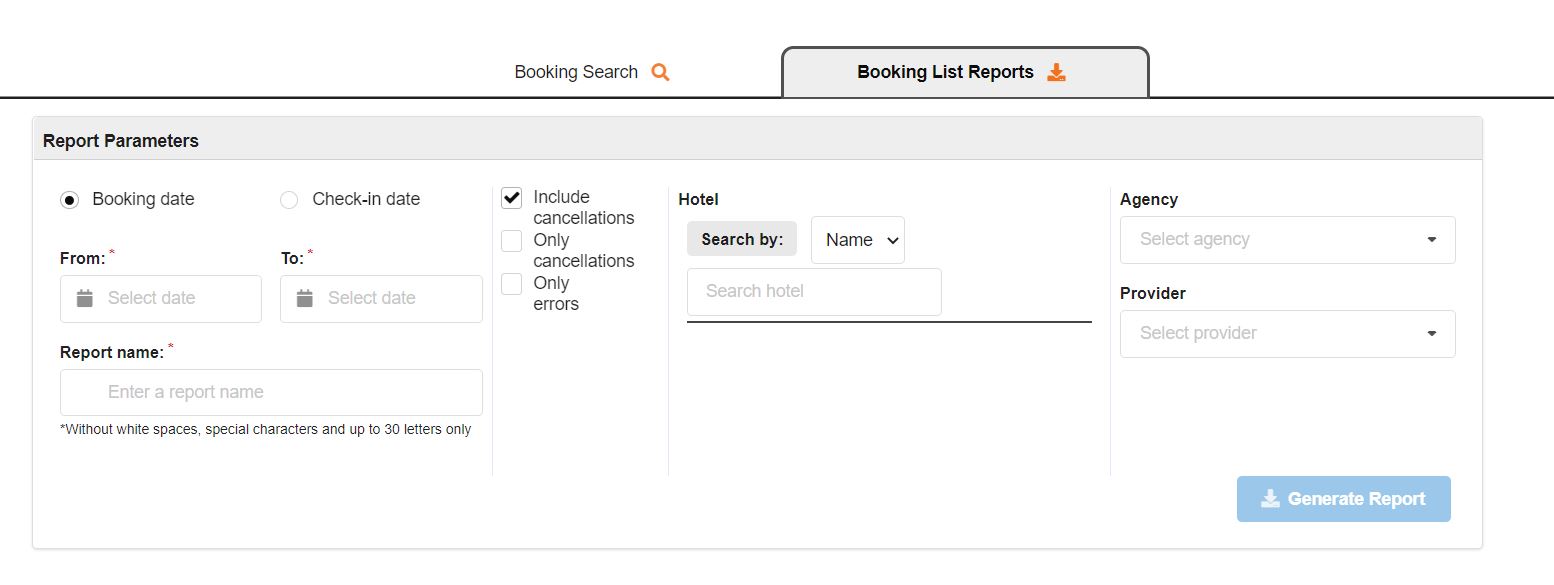 Booking Search
Booking List Reports
Report Parameters
Booking date
Check-in date
From: *
To: *
Select date
Select date
Report name: *
Enter a report name
*Without white spaces, special characters and up to 30 letters only
Include
cancellations
Only
cancellations
Only
errors
Hotel
Search by:
Name
Search hotel
Agency
Select agency
Provider
Select provider
Generate Report